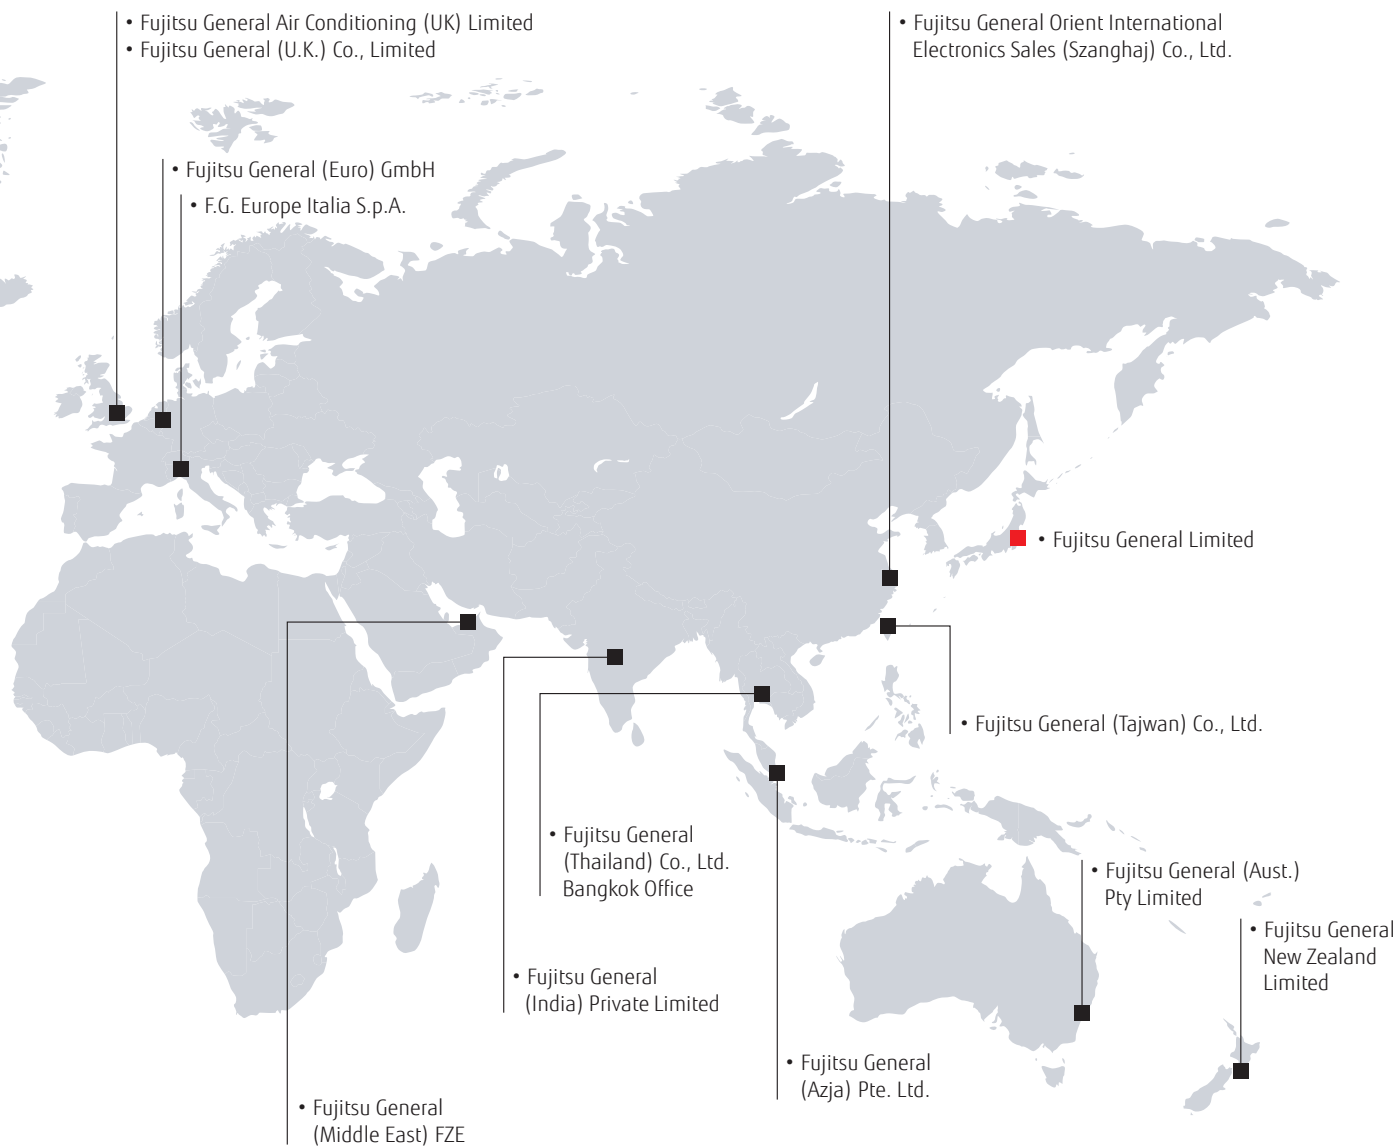 • Fujitsu General Air Conditioning (UK) Limited
• Fujitsu General (U.K.) Co., Limited
• Fujitsu General Orient International
Electronics Sales (Szanghaj) Co., Ltd.
• Fujitsu General (Euro) GmbH
• F.G. Europe Italia S.p.A.
• Fujitsu General Limited
• Fujitsu General (Tajwan) Co., Ltd.
• Fujitsu General
(Thailand) Co., Ltd.
Bangkok Office
• Fujitsu General (Aust.)
Pty Limited
• Fujitsu General
New Zealand
Limited
• Fujitsu General
(India) Private Limited
• Fujitsu General
(Azja) Pte. Ltd.
• Fujitsu General
(Middle East) FZE